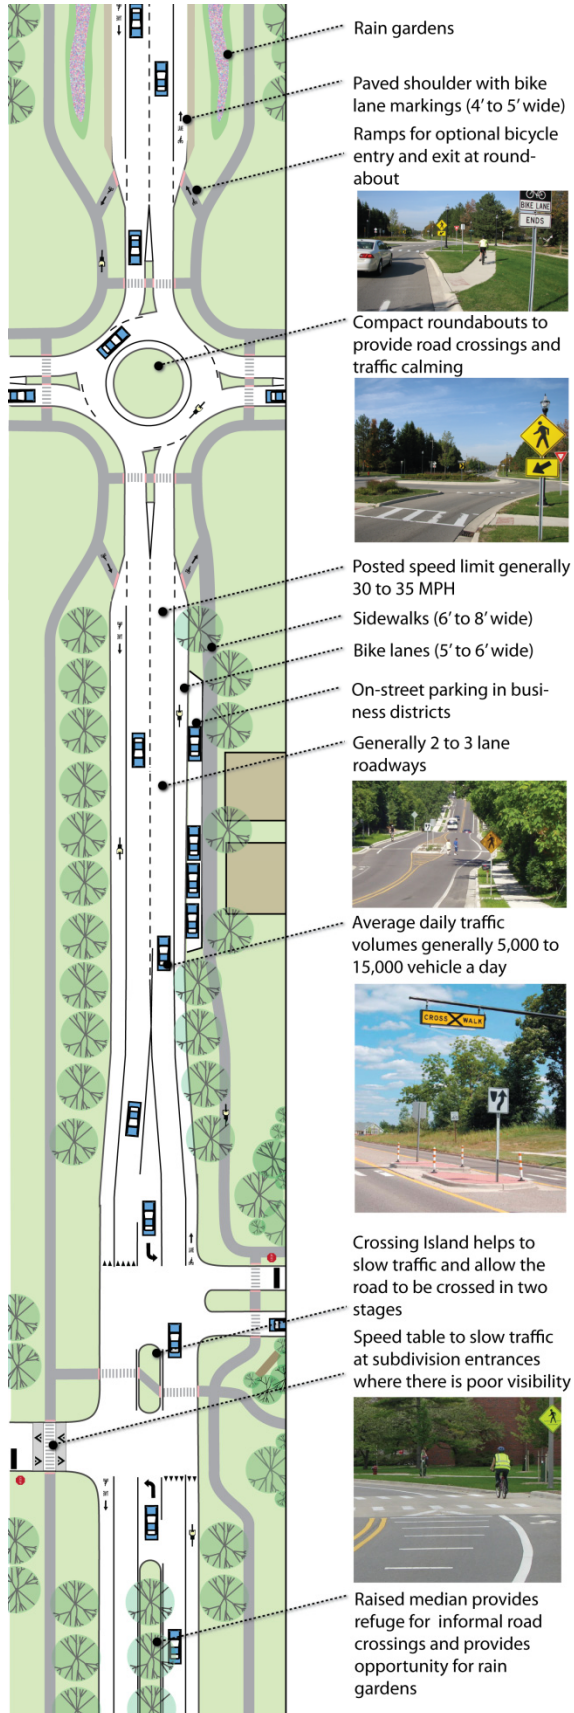 Rain gardens
Paved shoulder with bike
lane markings (4’ to 5’ wide)
Ramps for optional bicycle
entry and exit at round-
about
BIKE LANE
ENDS
Compact roundabouts to
provide road crossings and
traffic calming
Posted speed limit generally
30 to 35 MPH
Sidewalks (6’ to 8’ wide)
Bike lanes (5’ to 6’ wide)
On-street parking in busi-
ness districts
Generally 2 to 3 lane
roadways
Average daily traffic
volumes generally 5,000 to
15,000 vehicle a day
CROSS WALK
Crossing Island helps to
slow traffic and allow the
road to be crossed in two
stages
Speed table to slow traffic
at subdivision entrances
where there is poor visibility
Raised median provides
refuge for informal road
crossings and provides
opportunity for rain
gardens